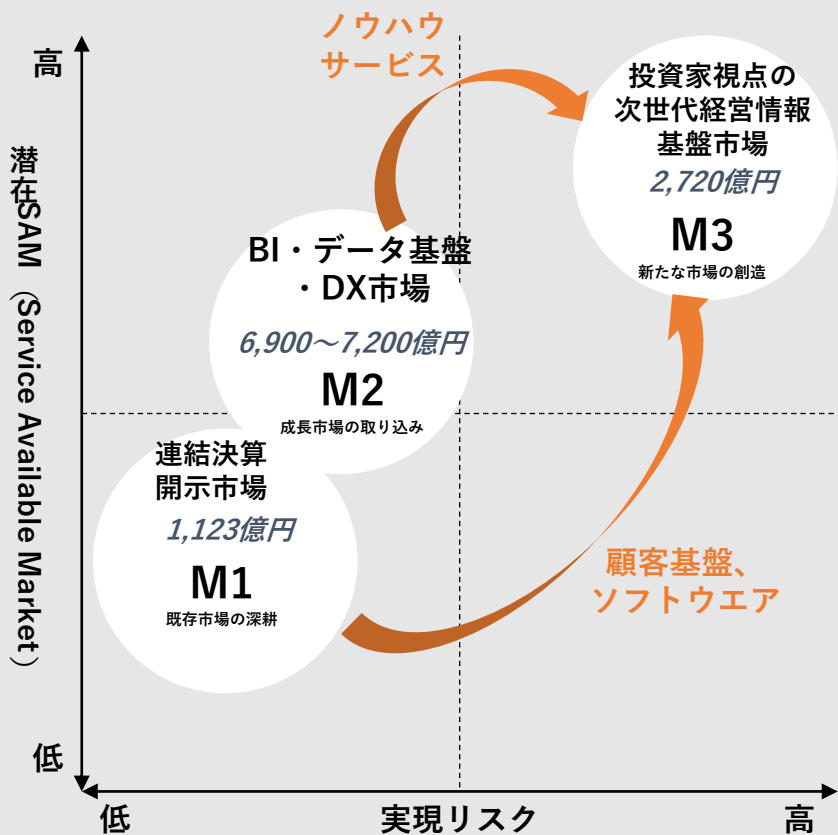 高
潜在SAM（Service Available Market）
低
ノウハウ
サービス
投資家視点の
次世代経営情報
基盤市場
2,720億円
M3
新たな市場の創造
BI・データ基盤
・DX市場
6,900～7,200億円
M2
成長市場の取り込み
連結決算
開示市場
1,123億円
M1
既存市場の深耕
顧客基盤、
ソフトウエア
低
実現リスク
高